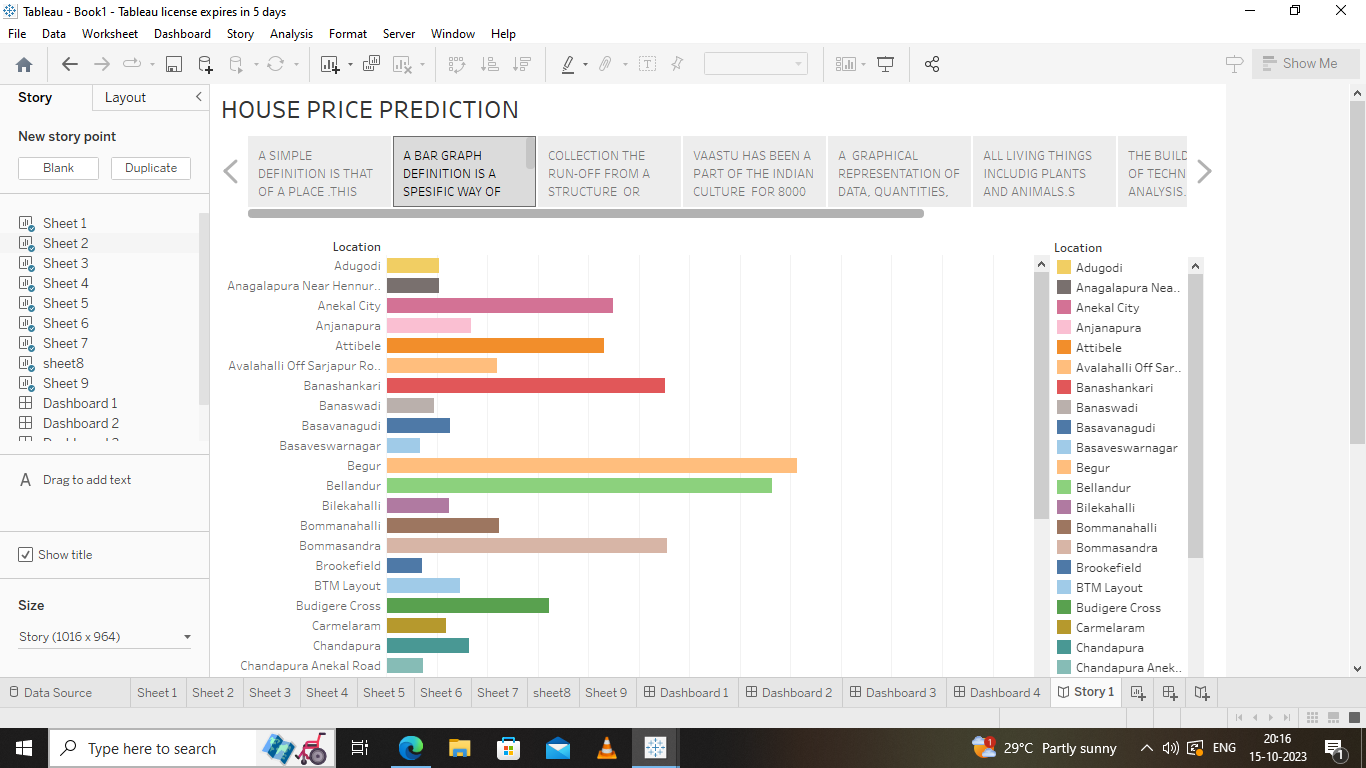 Tableau - Book1 - Tableau license expires in 5 days
File Data Worksheet Dashboard Story Analysis Format Server Window Help
Show Me
Story
Layout
New story point
Blank
Duplicate
Sheet 1
Sheet 2
Sheet 3
Sheet 4
Sheet 5
Sheet 6
Sheet 7
sheet8
Sheet 9
Dashboard 1
Dashboard 2
A Drag to add text
Show title
Size
Story (1016 x 964)
HOUSE PRICE PREDICTION
A SIMPLE
DEFINITION IS THAT
OF A PLACE .THIS
A BAR GRAPH
DEFINITION IS A
SPESIFIC WAY OF
COLLECTION THE
RUN-OFF FROM A
STRUCTURE OR
VAASTU HAS BEEN A
PART OF THE INDIAN
CULTURE FOR 8000
A GRAPHICAL
REPRESENTATION OF
DATA, QUANTITIES,
ALL LIVING THINGS
INCLUDIG PLANTS
AND ANIMALS.S
THE BUILD
OF TECHN
ANALYSIS.
Location
Adugodi
Anagalapura Near Hennur..
Anekal City
Anjanapura
Attibele
Avalahalli Off Sarjapur Ro..
Banashankari
Banaswadi
Basavanagudi
Basaveswarnagar
Begur
Bellandur
Bilekahalli
Bommanahalli
Bommasandra
Brookefield
BTM Layout
Budigere Cross
Carmelaram
Chandapura
Chandapura Anekal Road
Location
Adugodi
Anagalapura Nea..
Anekal City
Anjanapura
Attibele
Avalahalli Off Sar..
Banashankari
Banaswadi
Basavanagudi
Basaveswarnagar
Begur
Bellandur
Bilekahalli
Bommanahalli
Bommasandra
Brookefield
BTM Layout
Budigere Cross
Carmelaram
Chandapura
Chandapura Anek..
Data Source Sheet 1 Sheet 2 Sheet 3 Sheet 4 Sheet 5 Sheet 6 Sheet 7 sheet8 Sheet 9 Dashboard 1 Dashboard 2 Dashboard 3 Dashboard 4 Story 1
Type here to search
1
29°C Partly sunny
ENG
20:16
15-10-2023
1